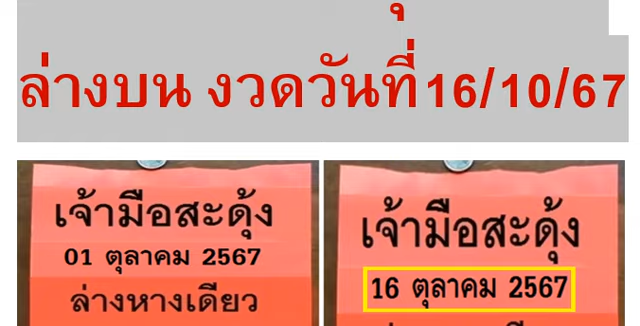 ล่างบน งวดวันที่16/10/67
เจ้ามือสะดุ้ง
01 ตุลาคม 2567
ล่างหางเดียว
เจ้ามือสะดุ้ง
16 ตุลาคม 2567